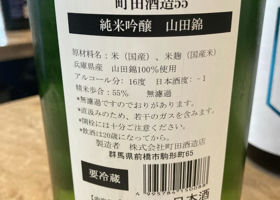 町田酒造55
純米吟醸 山田錦
原材料名:米(国産)、米麹(国産米)
兵庫県産 山田錦100%使用
アルコール分:16度 日本酒度:-1
精米歩合:55% 無濾過
*無濾過ですのでおりがあります。
*直汲みのため、若干のガスを含みます。
*開栓には十分ご注意ください。
*飲酒は20歳になってから。
製造者 株式会社町田酒造店
群馬県前橋市駒形町65
要冷蔵
日本酒